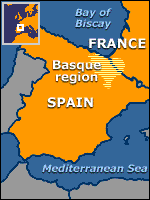 Bay of
Biscay
FRANCE
Basque
region
SPAIN
Mediterranean Sea